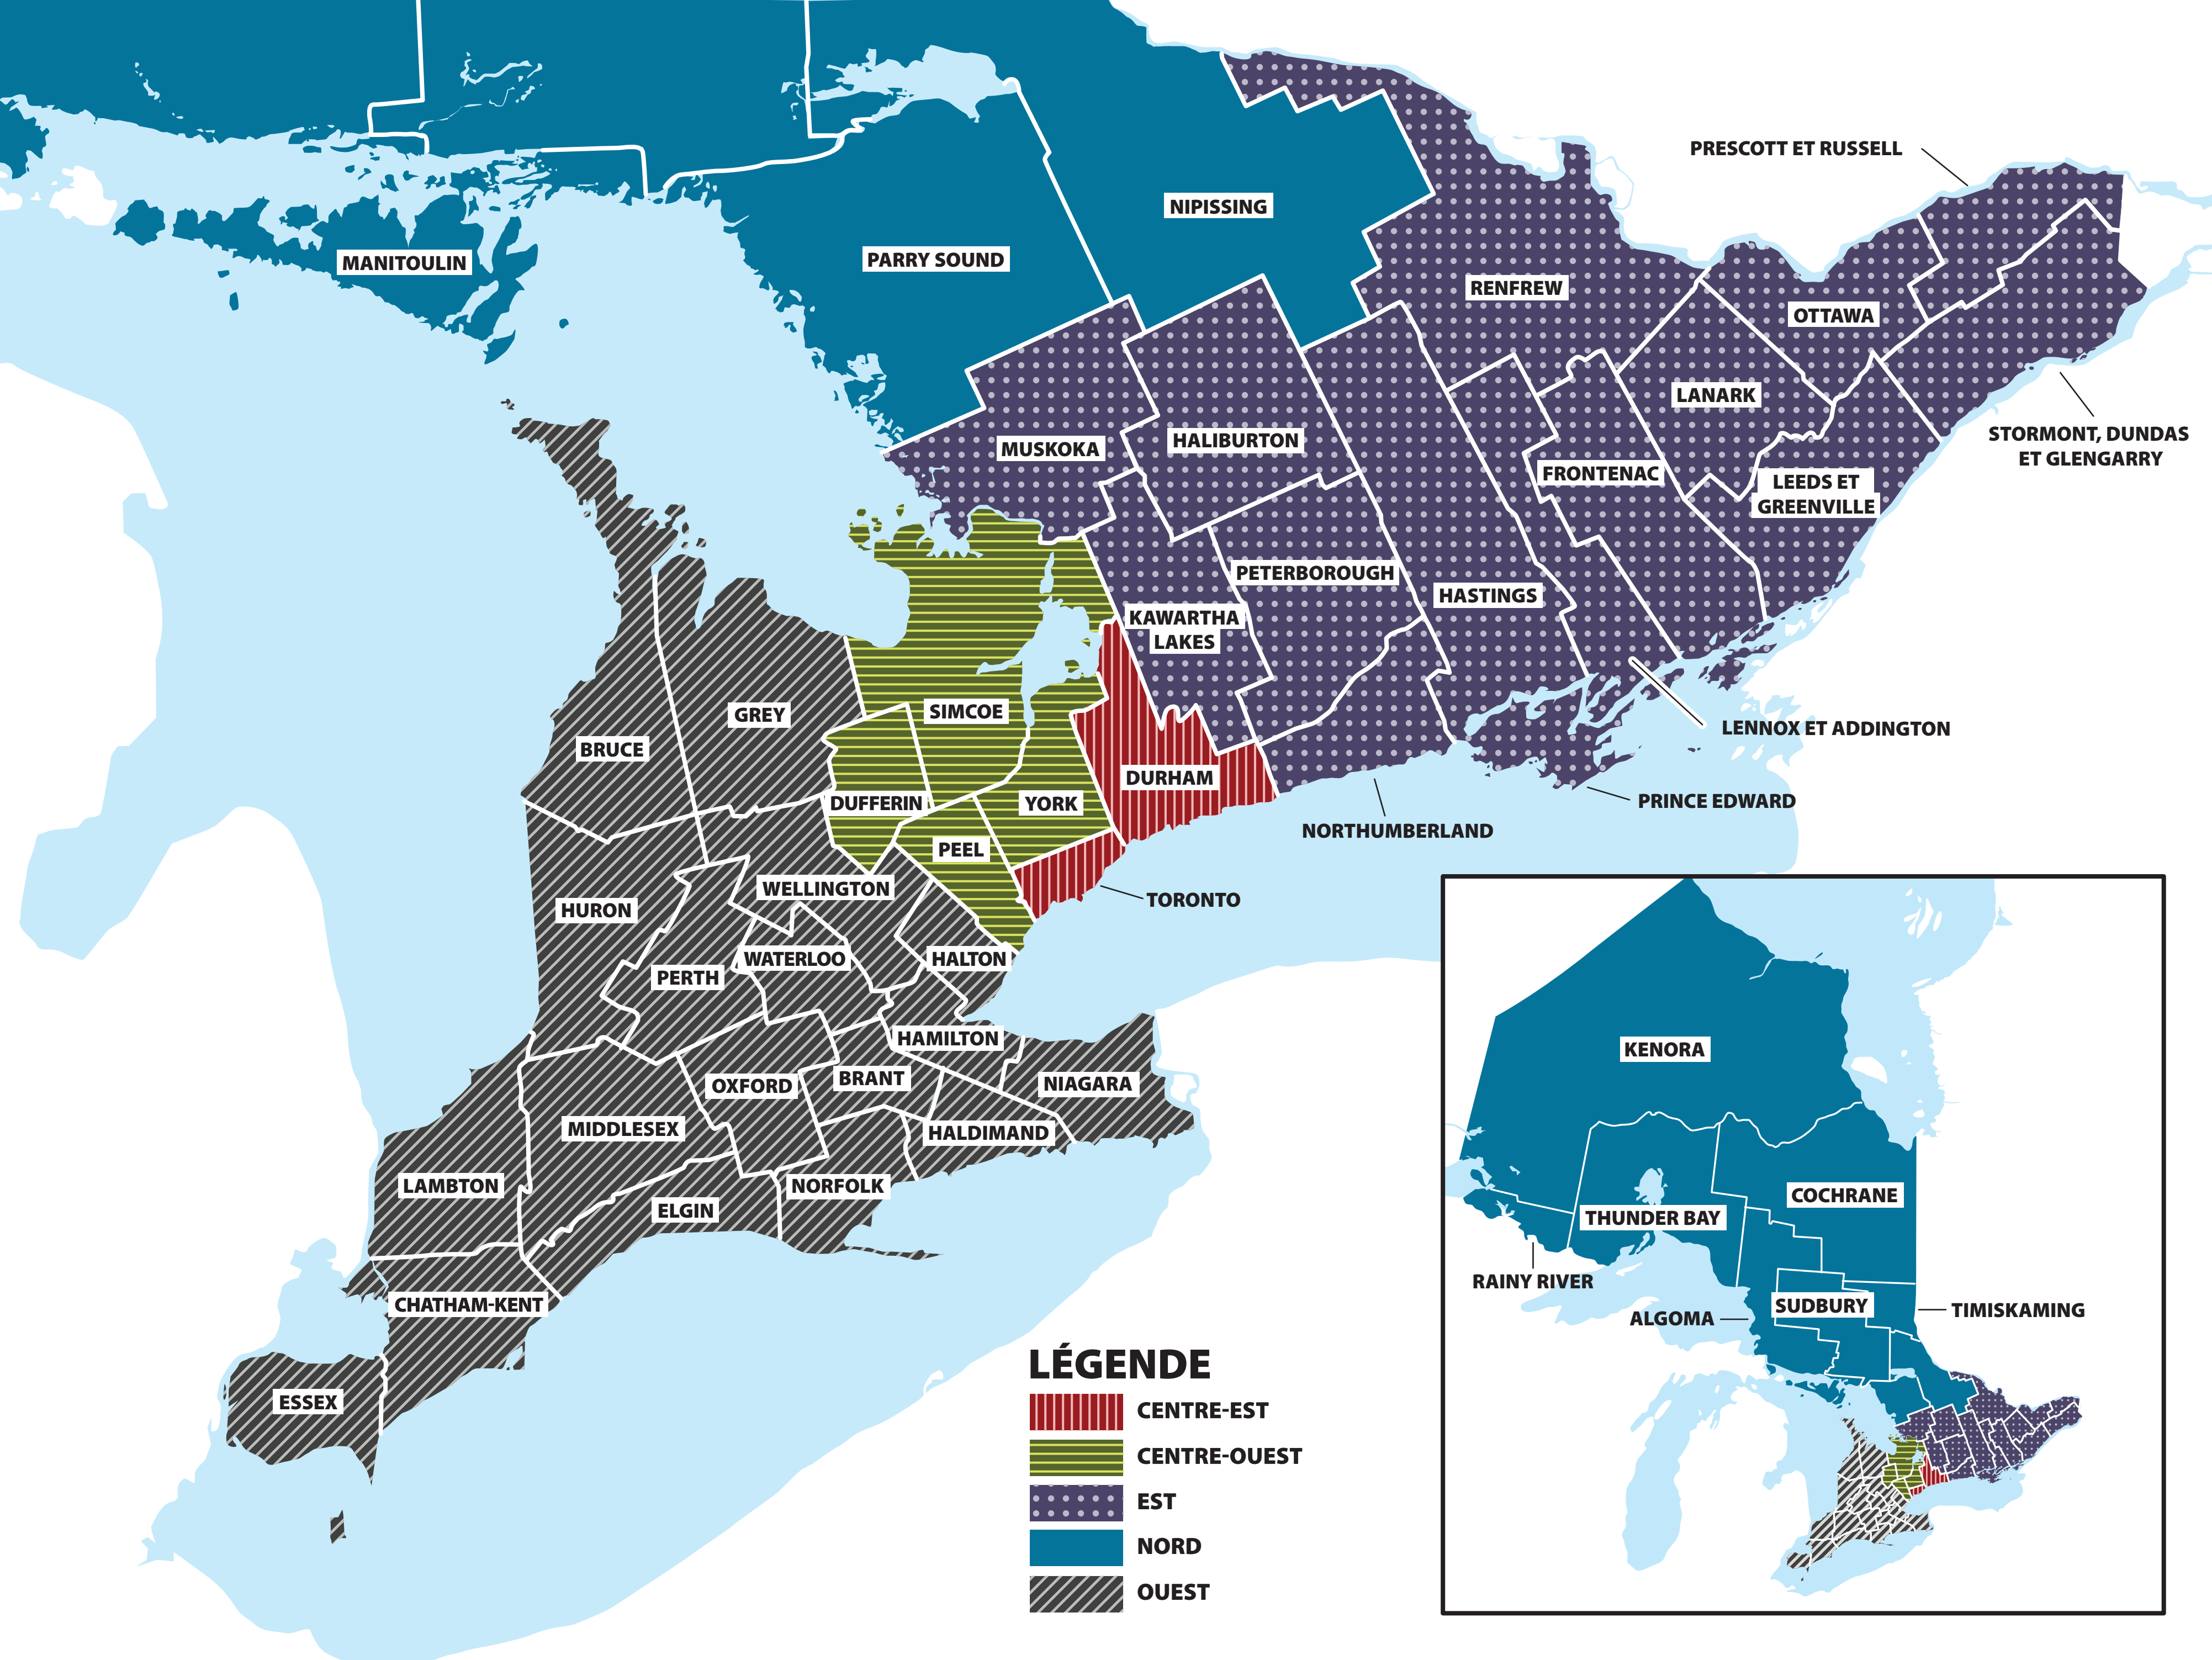 PRESCOTT ET RUSSELL
NIPISSING
PARRY SOUND
MANITOULIN
RENFREW
OTTAWA
LANARK
STORMONT, DUNDAS
ET GLENGARRY
MUSKOKA
HALIBURTON
FRONTENAC
LEEDS ET
GREENVILLE
PETERBOROUGH
HASTINGS
KAWARTHA
LAKES
SIMCOE
GREY
LENNOX ET ADDINGTON
BRUCE
DURHAM
DUFFERIN
YORK
PRINCE EDWARD
NORTHUMBERLAND
PEEL
WELLINGTON
TORONTO
HURON
WATERLOO
HALTON
PERTH
HAMILTON
BRANT
OXFORD
NIAGARA
MIDDLESEX
HALDIMAND
LAMBTON
NORFOLK
ELGIN
CHATHAM-KENT
ESSEX
KENORA
COCHRANE
THUNDER BAY
RAINY RIVER
SUDBURY
ALGOMA
TIMISKAMING
LÉGENDE
CENTRE-EST
CENTRE-OUEST
EST
NORD
OUEST